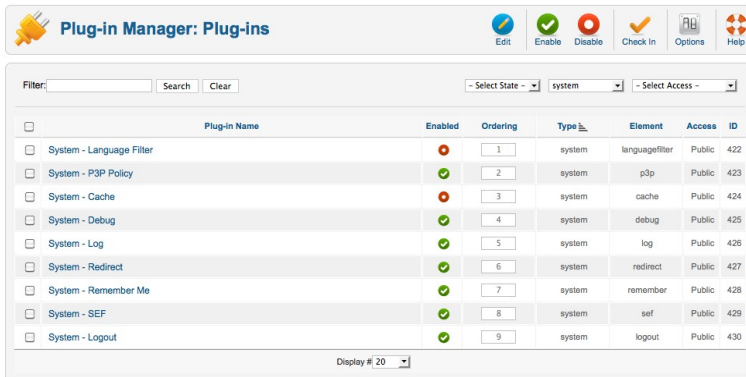 Plug-in Manager: Plug-ins
Edit Enable Disable Check In Options Help
Filter: Search Clear - Select State - system - Select Access -
Plug-in Name Enabled Ordering Type Element Access ID
System - Language Filter 1 system languagefilter Public 422
System - P3P Policy 2 system p3p Public 423
System - Cache 3 system cache Public 424
System - Debug 4 system debug Public 425
System - Log 5 system log Public 426
System - Redirect 6 system redirect Public 427
System - Remember Me 7 system remember Public 428
System - SEF 8 system sef Public 429
System - Logout 9 system logout Public 430
Display # 20